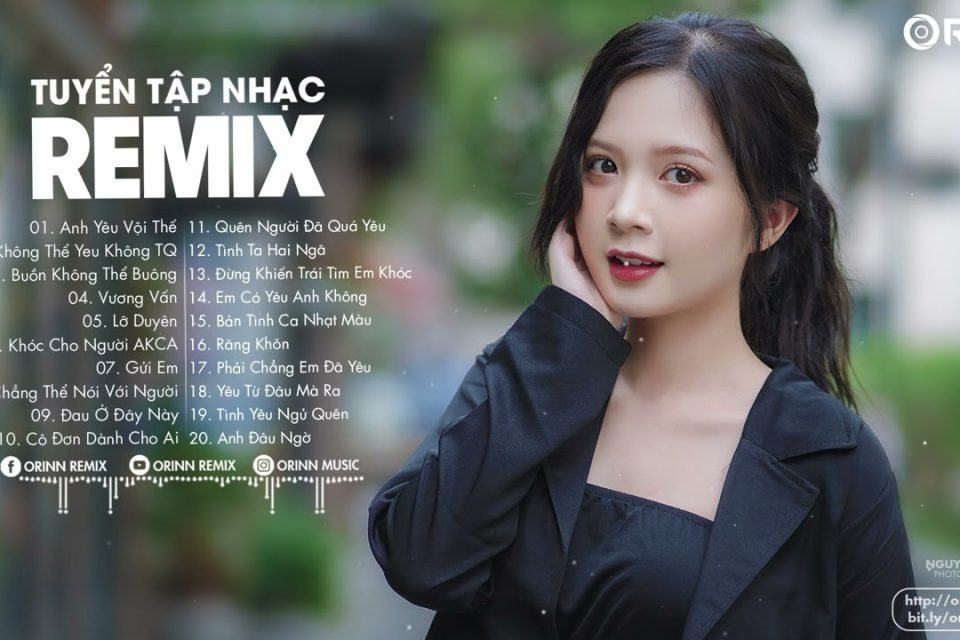 TUYỂN TẬP NHẠC
REMIX
01. Anh Yêu Vội Thế
Không Thể Yeu Không TQ
. Buồn Không Thể Buông
04. Vương Vấn
05. Lỡ Duyên
. Khóc Cho Người AKCA
07. Gửi Em
Chẳng Thể Nói Với Người
09. Đau Ở Đây Này
10. Cô Đơn Dành Cho Ai
11. Quên Người Đã Quá Yêu
12. Tình Ta Hai Ngã
13. Đừng Khiến Trái Tim Em Khóc
14. Em Có Yêu Anh Không
15. Bản Tình Ca Nhạt Màu
16. Răng Khôn
17. Phải Chẳng Em Đã Yêu
18. Yêu Từ Đâu Mà Ra
19. Tình Yêu Ngủ Quên
20. Anh Đâu Ngờ
ORINN REMIX ORINN REMIX ORINN MUSIC
OR
NGUY
PHOTO
http://o
bit.ly/or